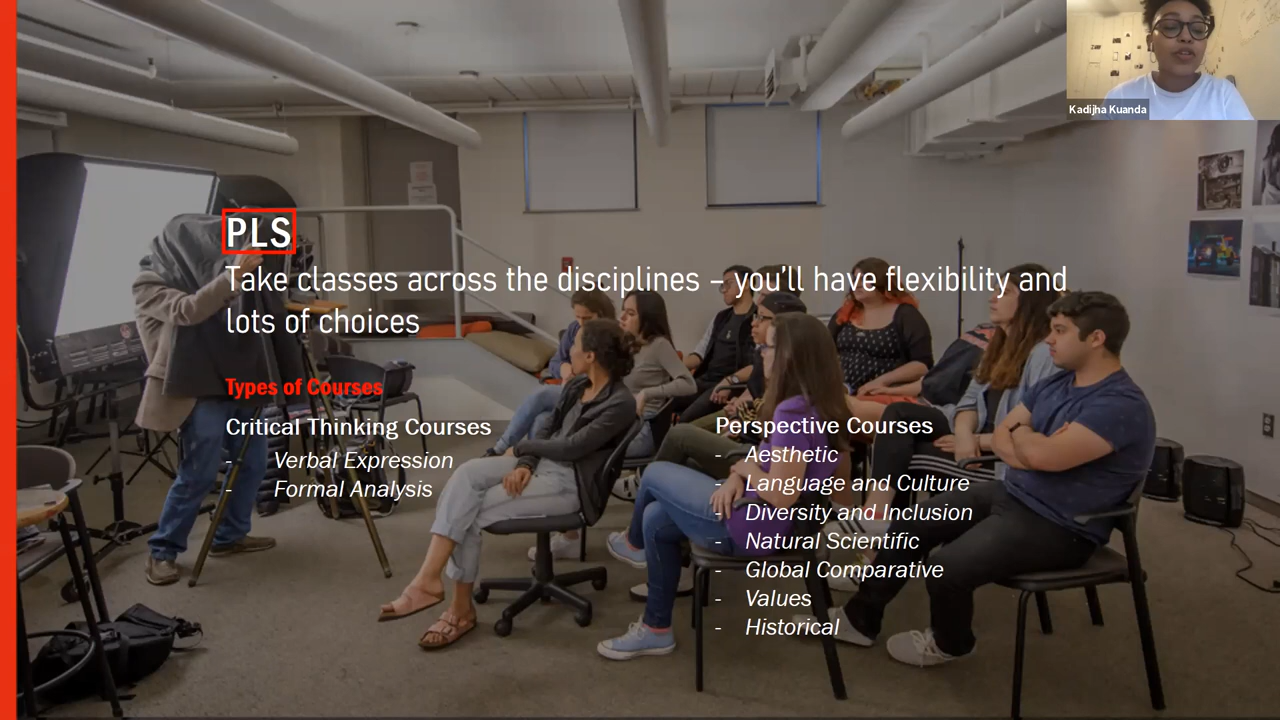 Kadijha Kuanda
PLS
Take classes across the disciplines – you'll have flexibility and
lots of choices
Types of Courses
Critical Thinking Courses
- Verbal Expression
- Formal Analysis
Perspective Courses
- Aesthetic
- Language and Culture
- Diversity and Inclusion
- Natural Scientific
- Global Comparative
- Values
- Historical